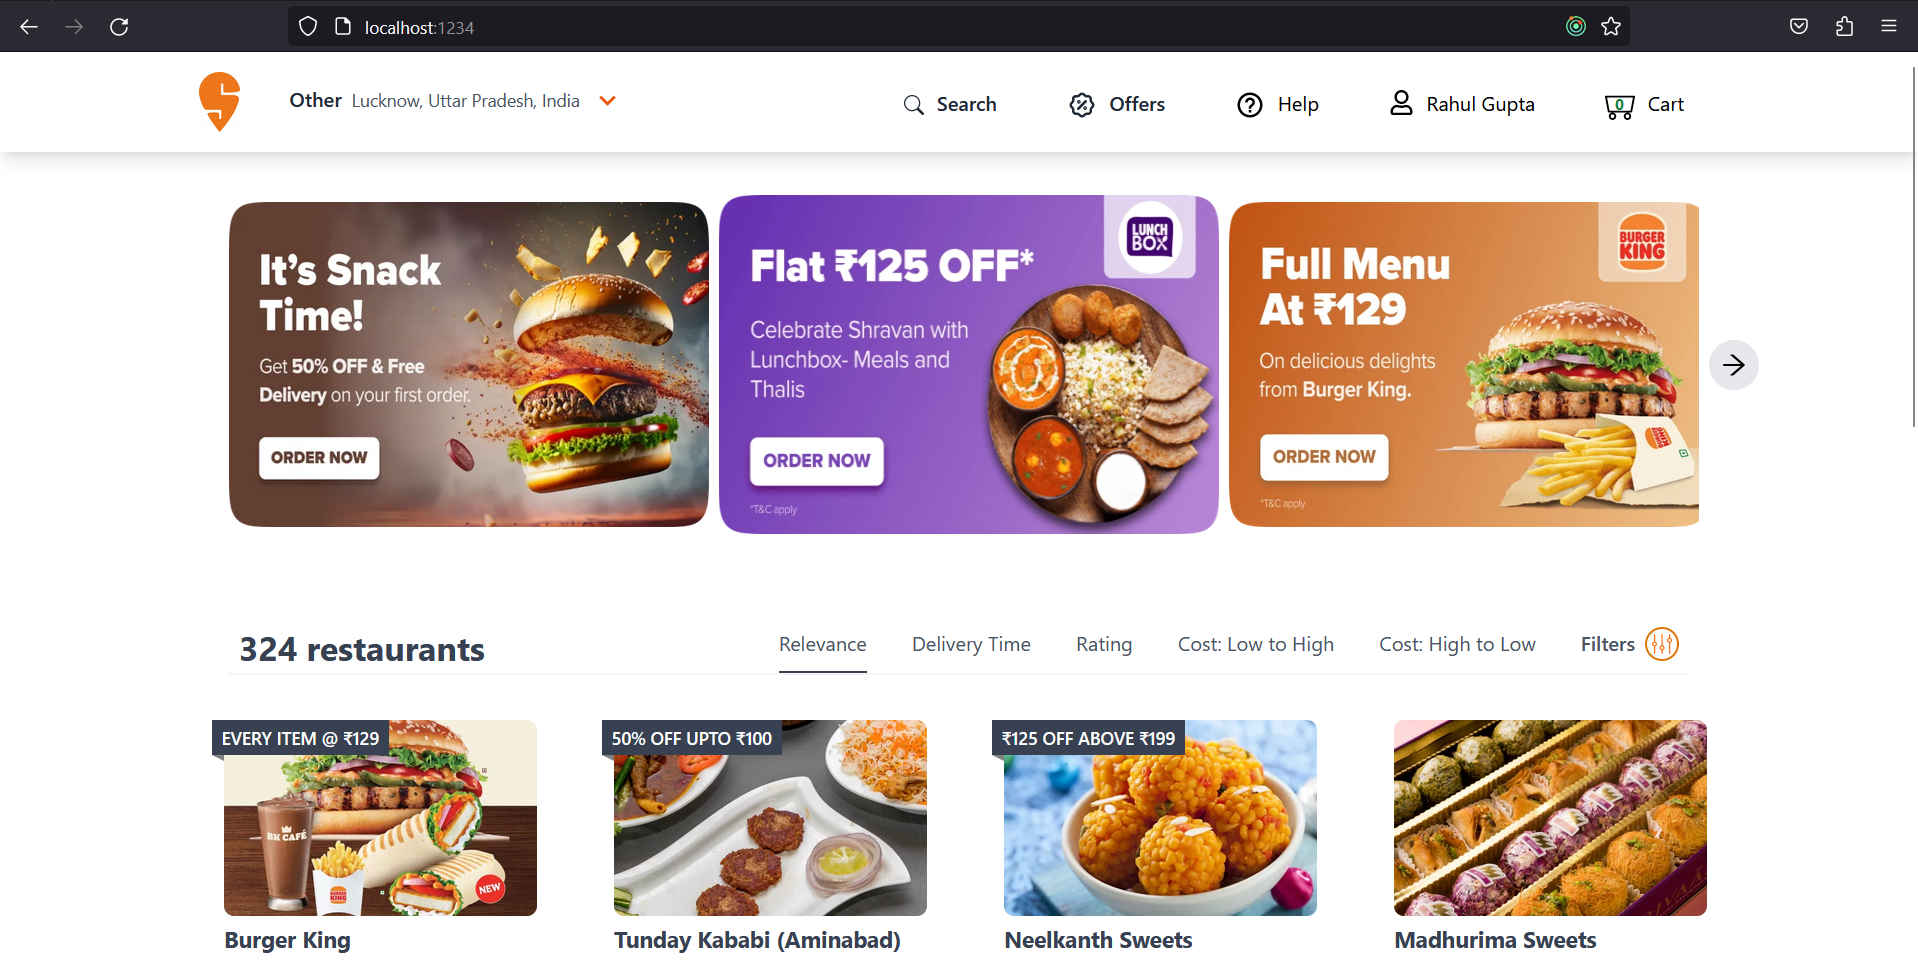 localhost:1234
Other Lucknow, Uttar Pradesh, India
Search
Offers
Help
Rahul Gupta
0
Cart
It's Snack
Time!
Get 50% OFF & Free
Delivery on your first order.
ORDER NOW
LUNCH
BOX
Flat ₹125 OFF*
Celebrate Shravan with
Lunchbox- Meals and
Thalis
ORDER NOW
*T&C apply
BURGER
KING
Full Menu
At ₹129
On delicious delights
from Burger King.
ORDER NOW
*T&C apply
BURGER
KING
324 restaurants
Relevance
Delivery Time
Rating
Cost: Low to High
Cost: High to Low
Filters
EVERY ITEM @ ₹129
BK CAFÉ
BURGER
KING
NEW
Burger King
50% OFF UPTO ₹100
Tunday Kababi (Aminabad)
₹125 OFF ABOVE ₹199
Neelkanth Sweets
Madhurima Sweets